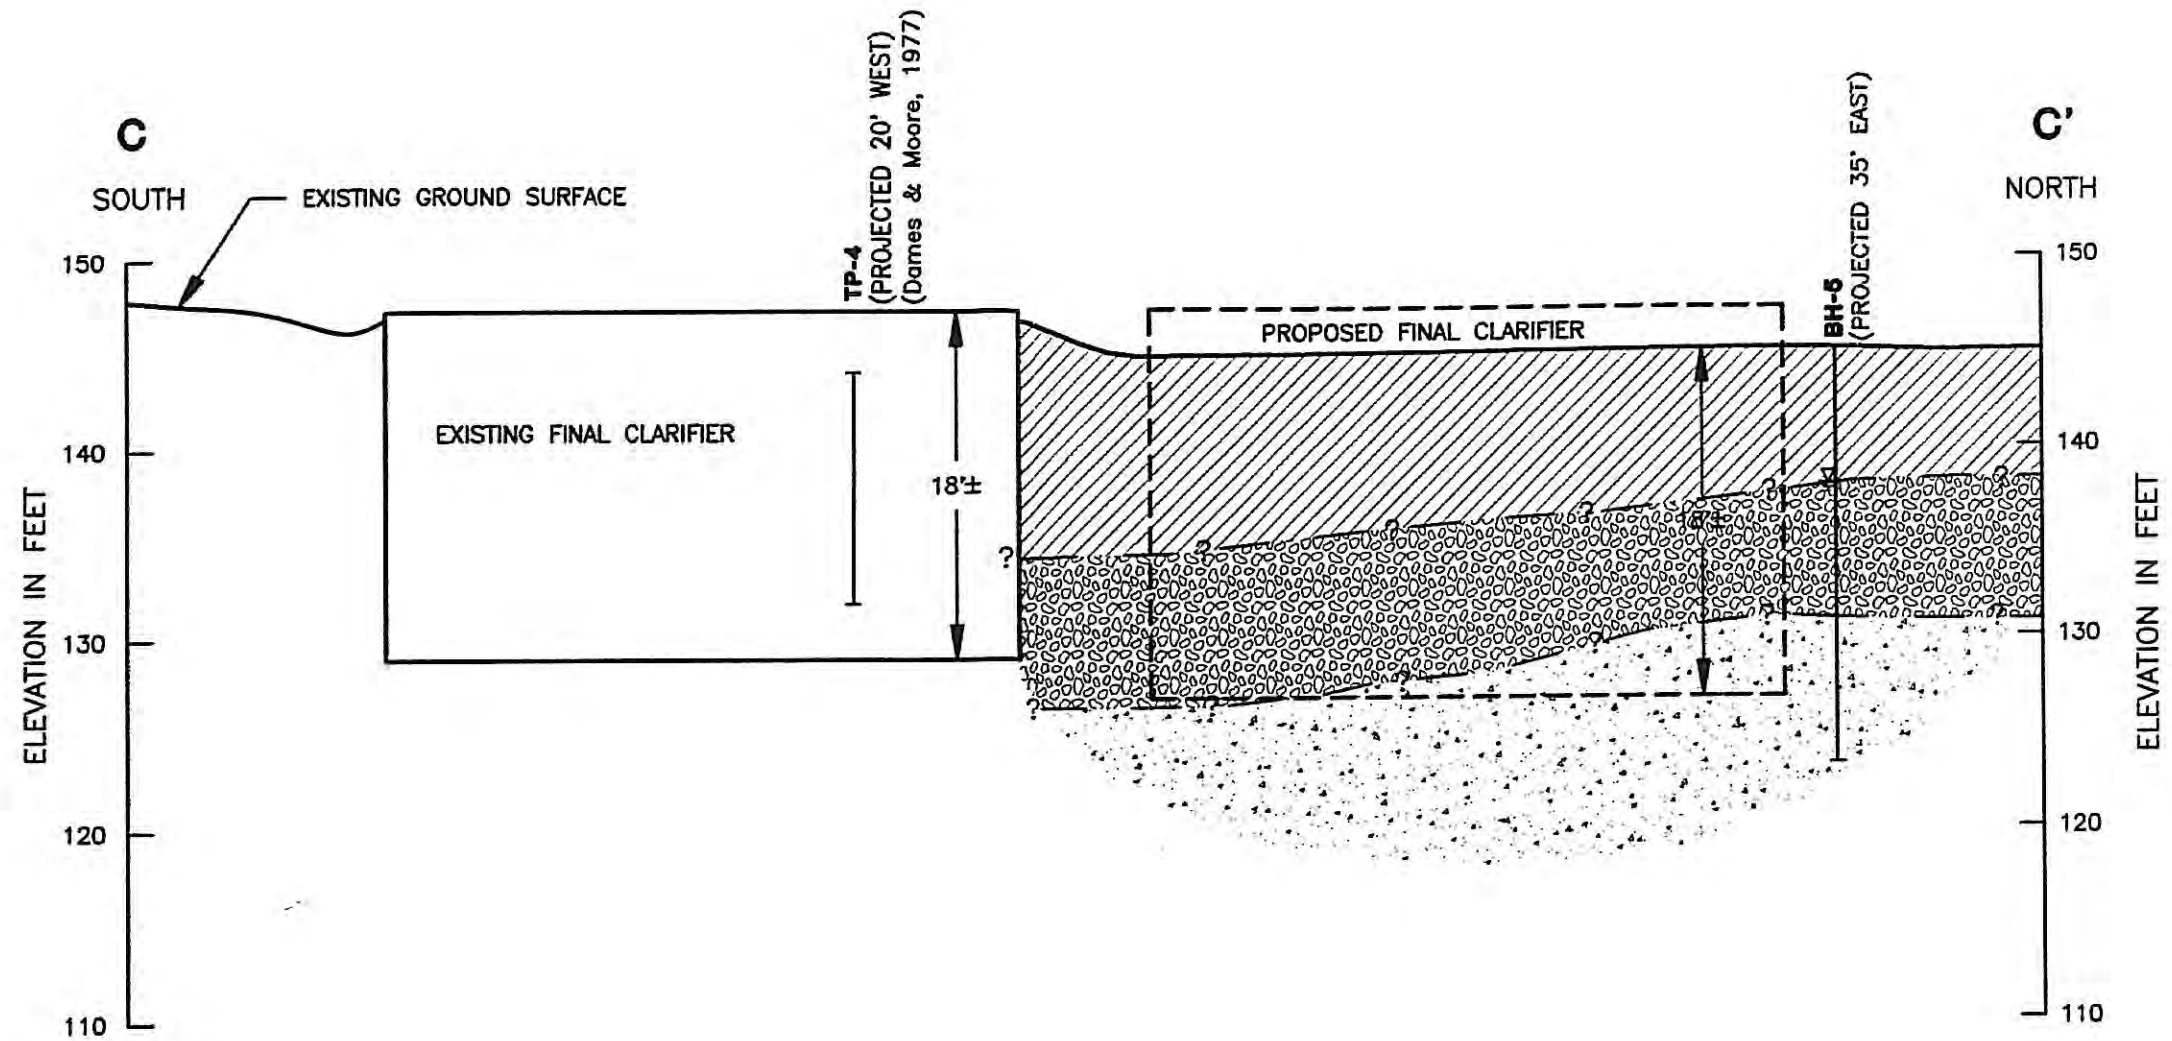 C
SOUTH
EXISTING GROUND SURFACE
TP-4
(PROJECTED 20' WEST)
(Dames & Moore, 1977)
BH-5
(PROJECTED 35' EAST)
C'
NORTH
150
140
130
120
110
ELEVATION IN FEET
EXISTING FINAL CLARIFIER
18'±
PROPOSED FINAL CLARIFIER
?
?
?
?
?
?
?
?
?
?
?
?
?
?
150
140
130
120
110
ELEVATION IN FEET